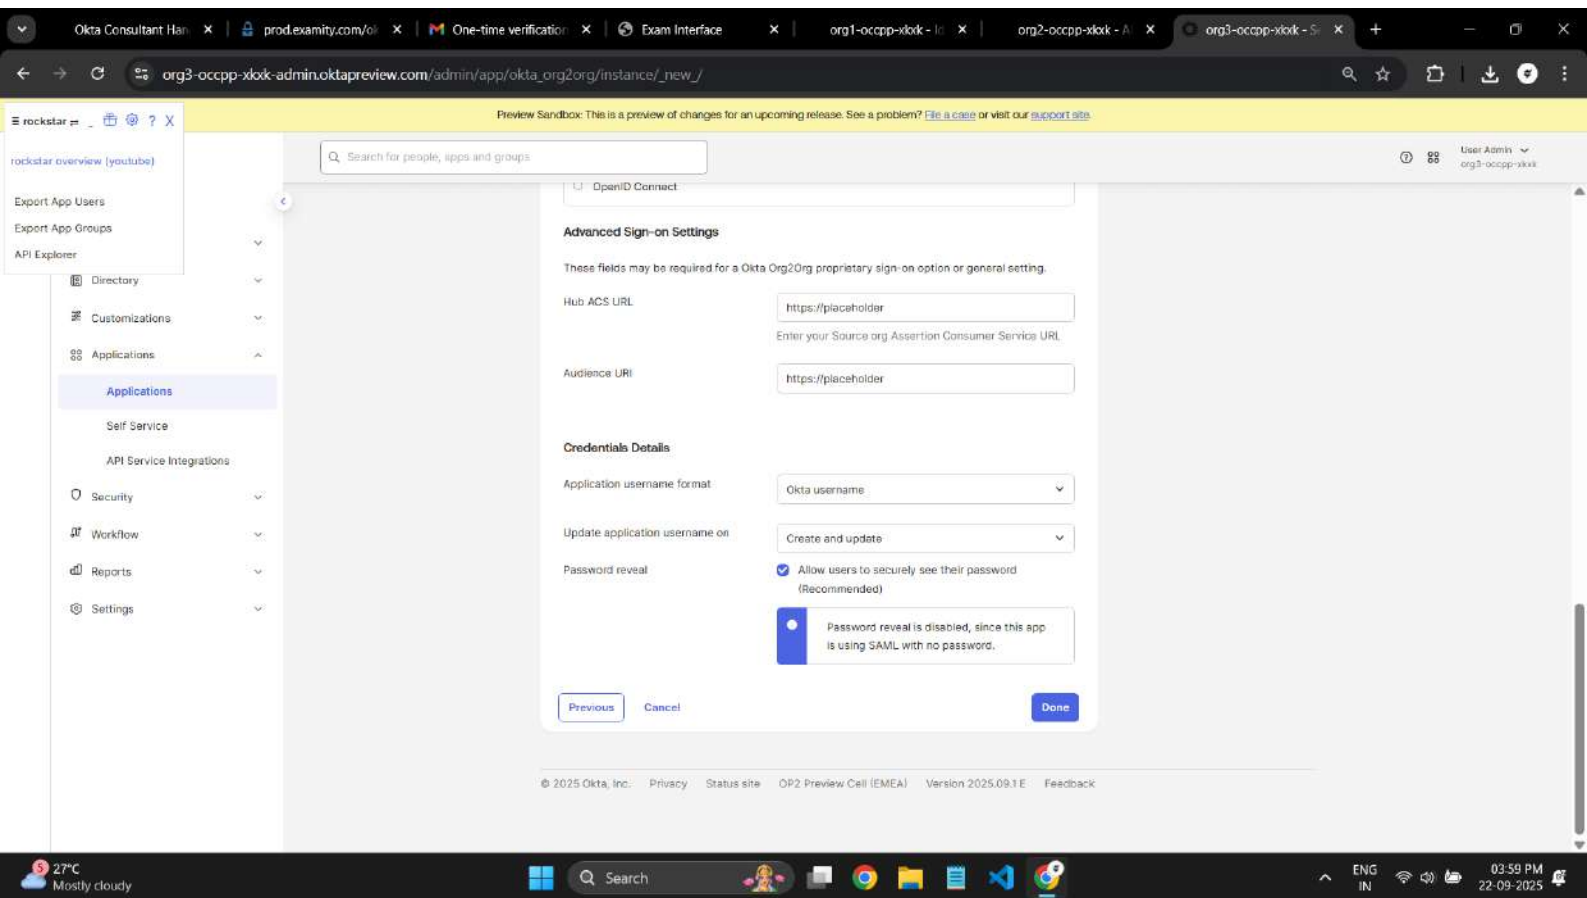 Okta Consultant Han
prod.examity.com/ok
One-time verification
Exam Interface
org1-occpp-xkxk - Id
org2-occpp-xkxk - A
org3-occpp-xkxk - S
org3-occpp-xkxk-admin.oktapreview.com/admin/app/okta_org2org/instance/_new_/
Preview Sandbox: This is a preview of changes for an upcoming release. See a problem? File a case or visit our support site.
rockstar
? X
rockstar overview (youtube)
Export App Users
Export App Groups
API Explorer
Search for people, apps and groups
User Admin
org3-occpp-xkxk
Directory
Customizations
Applications
Applications
Self Service
API Service Integrations
Security
Workflow
Reports
Settings
OpenID Connect
Advanced Sign-on Settings
These fields may be required for a Okta Org2Org proprietary sign-on option or general setting.
Hub ACS URL
https://placeholder
Enter your Source org Assertion Consumer Service URL
Audience URI
https://placeholder
Credentials Details
Application username format
Okta username
Update application username on
Create and update
Password reveal
Allow users to securely see their password
(Recommended)
Password reveal is disabled, since this app
is using SAML with no password.
Previous
Cancel
Done
© 2025 Okta, Inc. Privacy Status site OP2 Preview Cell (EMEA) Version 2025.09.1 E Feedback
5
27°C
Mostly cloudy
Search
ENG
IN
03:59 PM
22-09-2025